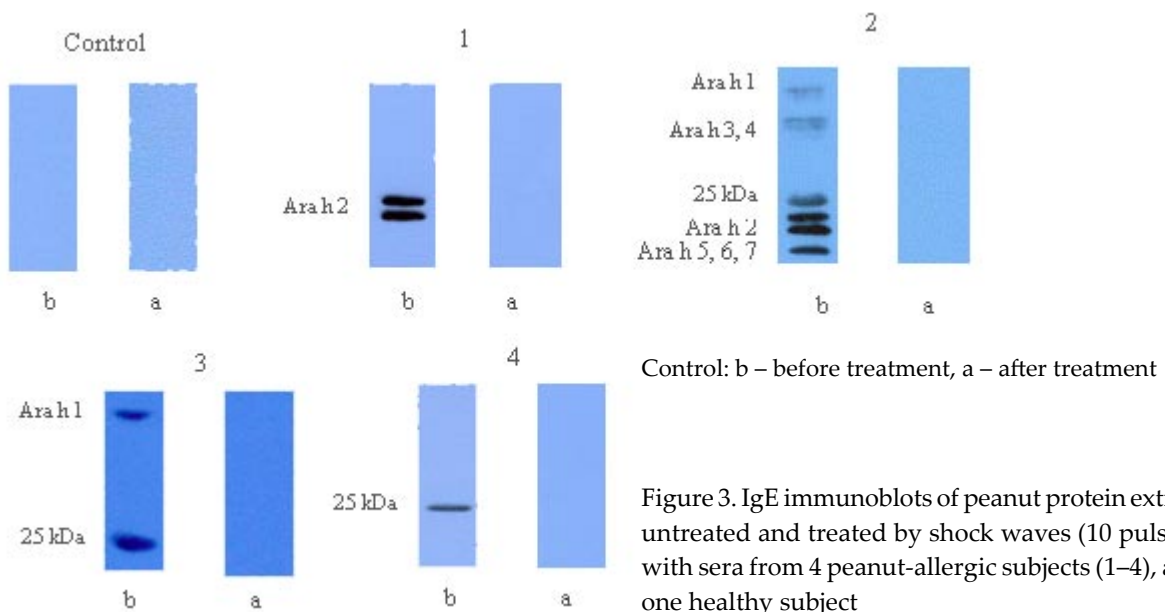 Control
b
a
1
Ara h 2
b
a
2
Ara h 1
Ara h 3, 4
25 kDa
Ara h 2
Ara h 5, 6, 7
b
a
3
Ara h 1
25 kDa
b
a
4
25 kDa
b
a
Control: b – before treatment, a – after treatment
Figure 3. IgE immunoblots of peanut protein ext
untreated and treated by shock waves (10 puls
with sera from 4 peanut-allergic subjects (1–4), a
one healthy subject